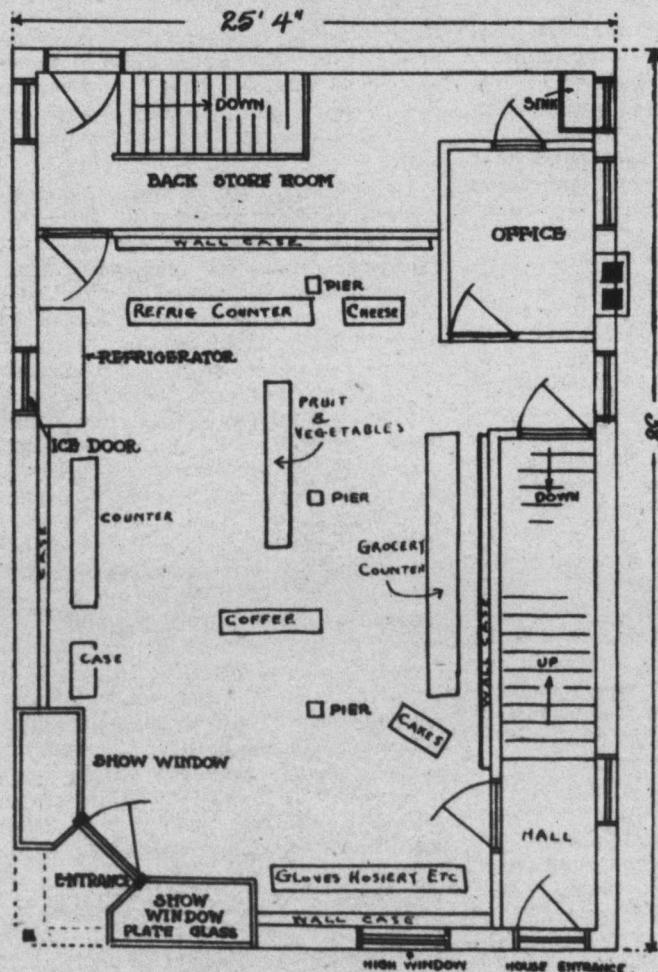 25' 4"
DOWN
SINK
BACK STORE ROOM
OFFICE
WALL CASE
PIER
REFRIG COUNTER
CHEESE
REFRIGERATOR
FRUIT
&
VEGETABLES
ICE DOOR
DOWN
COUNTER
PIER
CASE
GROCERY
COUNTER
COFFEE
WALL CASE
UP
CASE
PIER
CAKES
SHOW WINDOW
HALL
ENTRANCE
GLOVES HOSIERY ETC
SHOW
WINDOW
PLATE GLASS
WALL CASE
HIGH WINDOW
HOUSE ENTRANCE